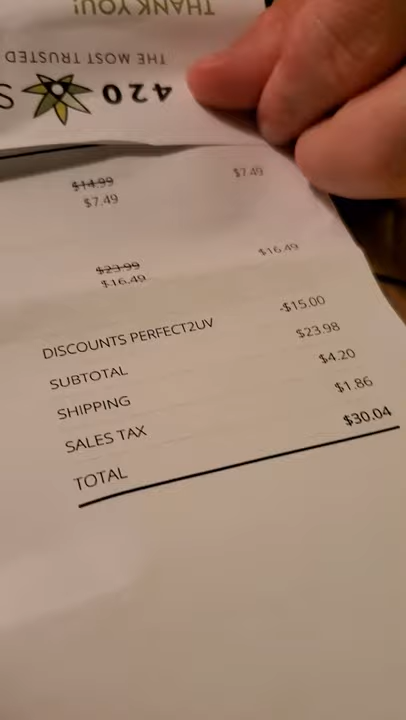 THANK YOU!
THE MOST TRUSTED
420 S
$14.99
$7.49 $7.49
$23.99
$16.49 $16.49
DISCOUNTS PERFECT2UV -$15.00
SUBTOTAL $23.98
SHIPPING $4.20
SALES TAX $1.86
TOTAL $30.04